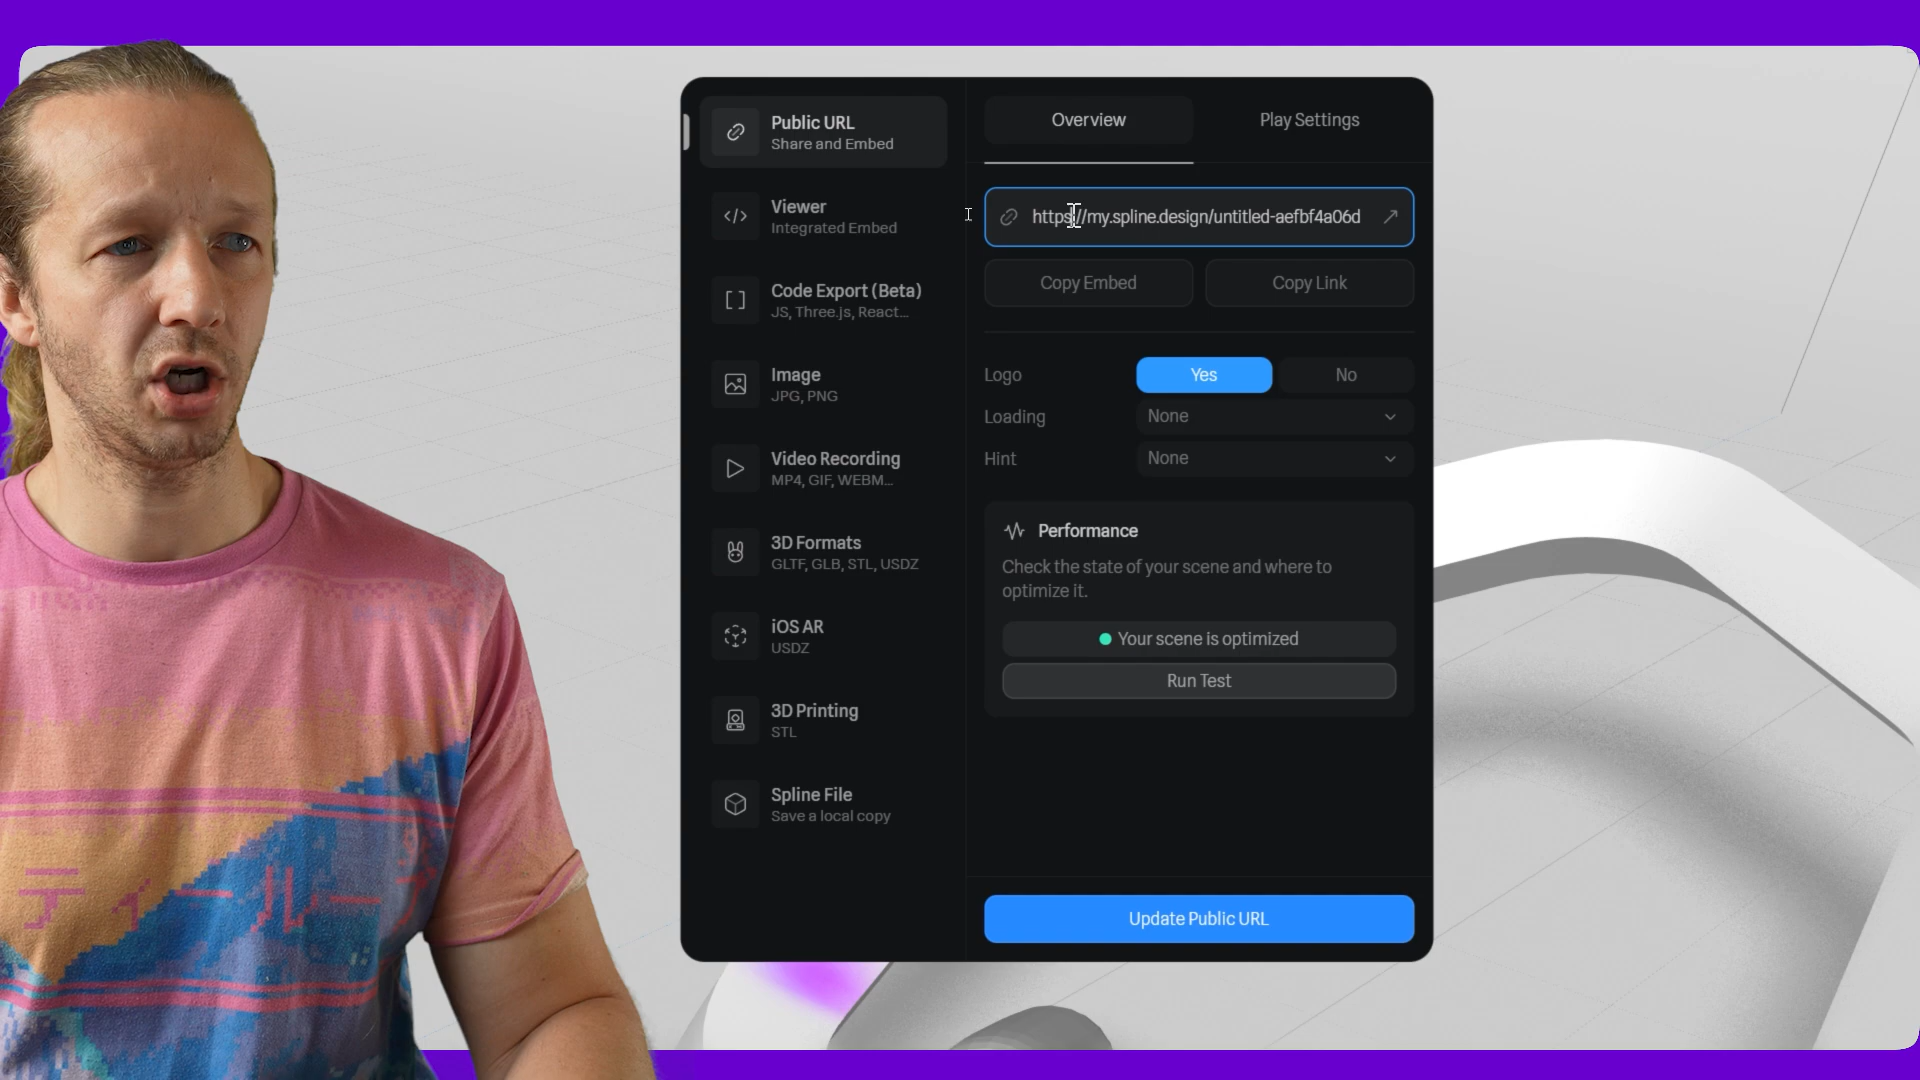 Public URL
Share and Embed
Viewer
Integrated Embed
Code Export (Beta)
JS, Three.js, React...
Image
JPG, PNG
Video Recording
MP4, GIF, WEBM...
3D Formats
GLTF, GLB, STL, USDZ
iOS AR
USDZ
3D Printing
STL
Spline File
Save a local copy
Overview
Play Settings
https://my.spline.design/untitled-aefbf4a06d
Copy Embed
Copy Link
Logo
Yes
No
Loading
None
Hint
None
Performance
Check the state of your scene and where to
optimize it.
Your scene is optimized
Run Test
Update Public URL